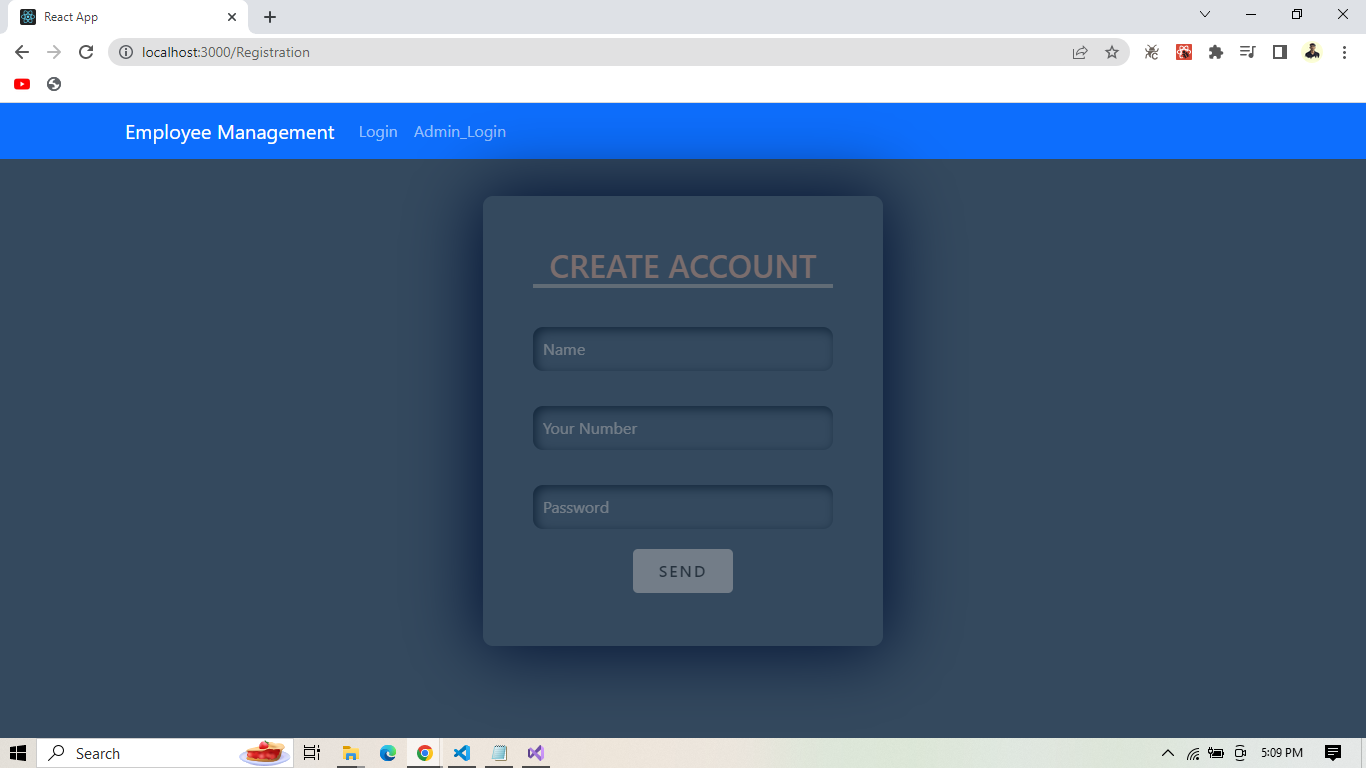 React App
localhost:3000/Registration
Employee Management Login Admin_Login
CREATE ACCOUNT
Name
Your Number
Password
SEND
Search
5:09 PM